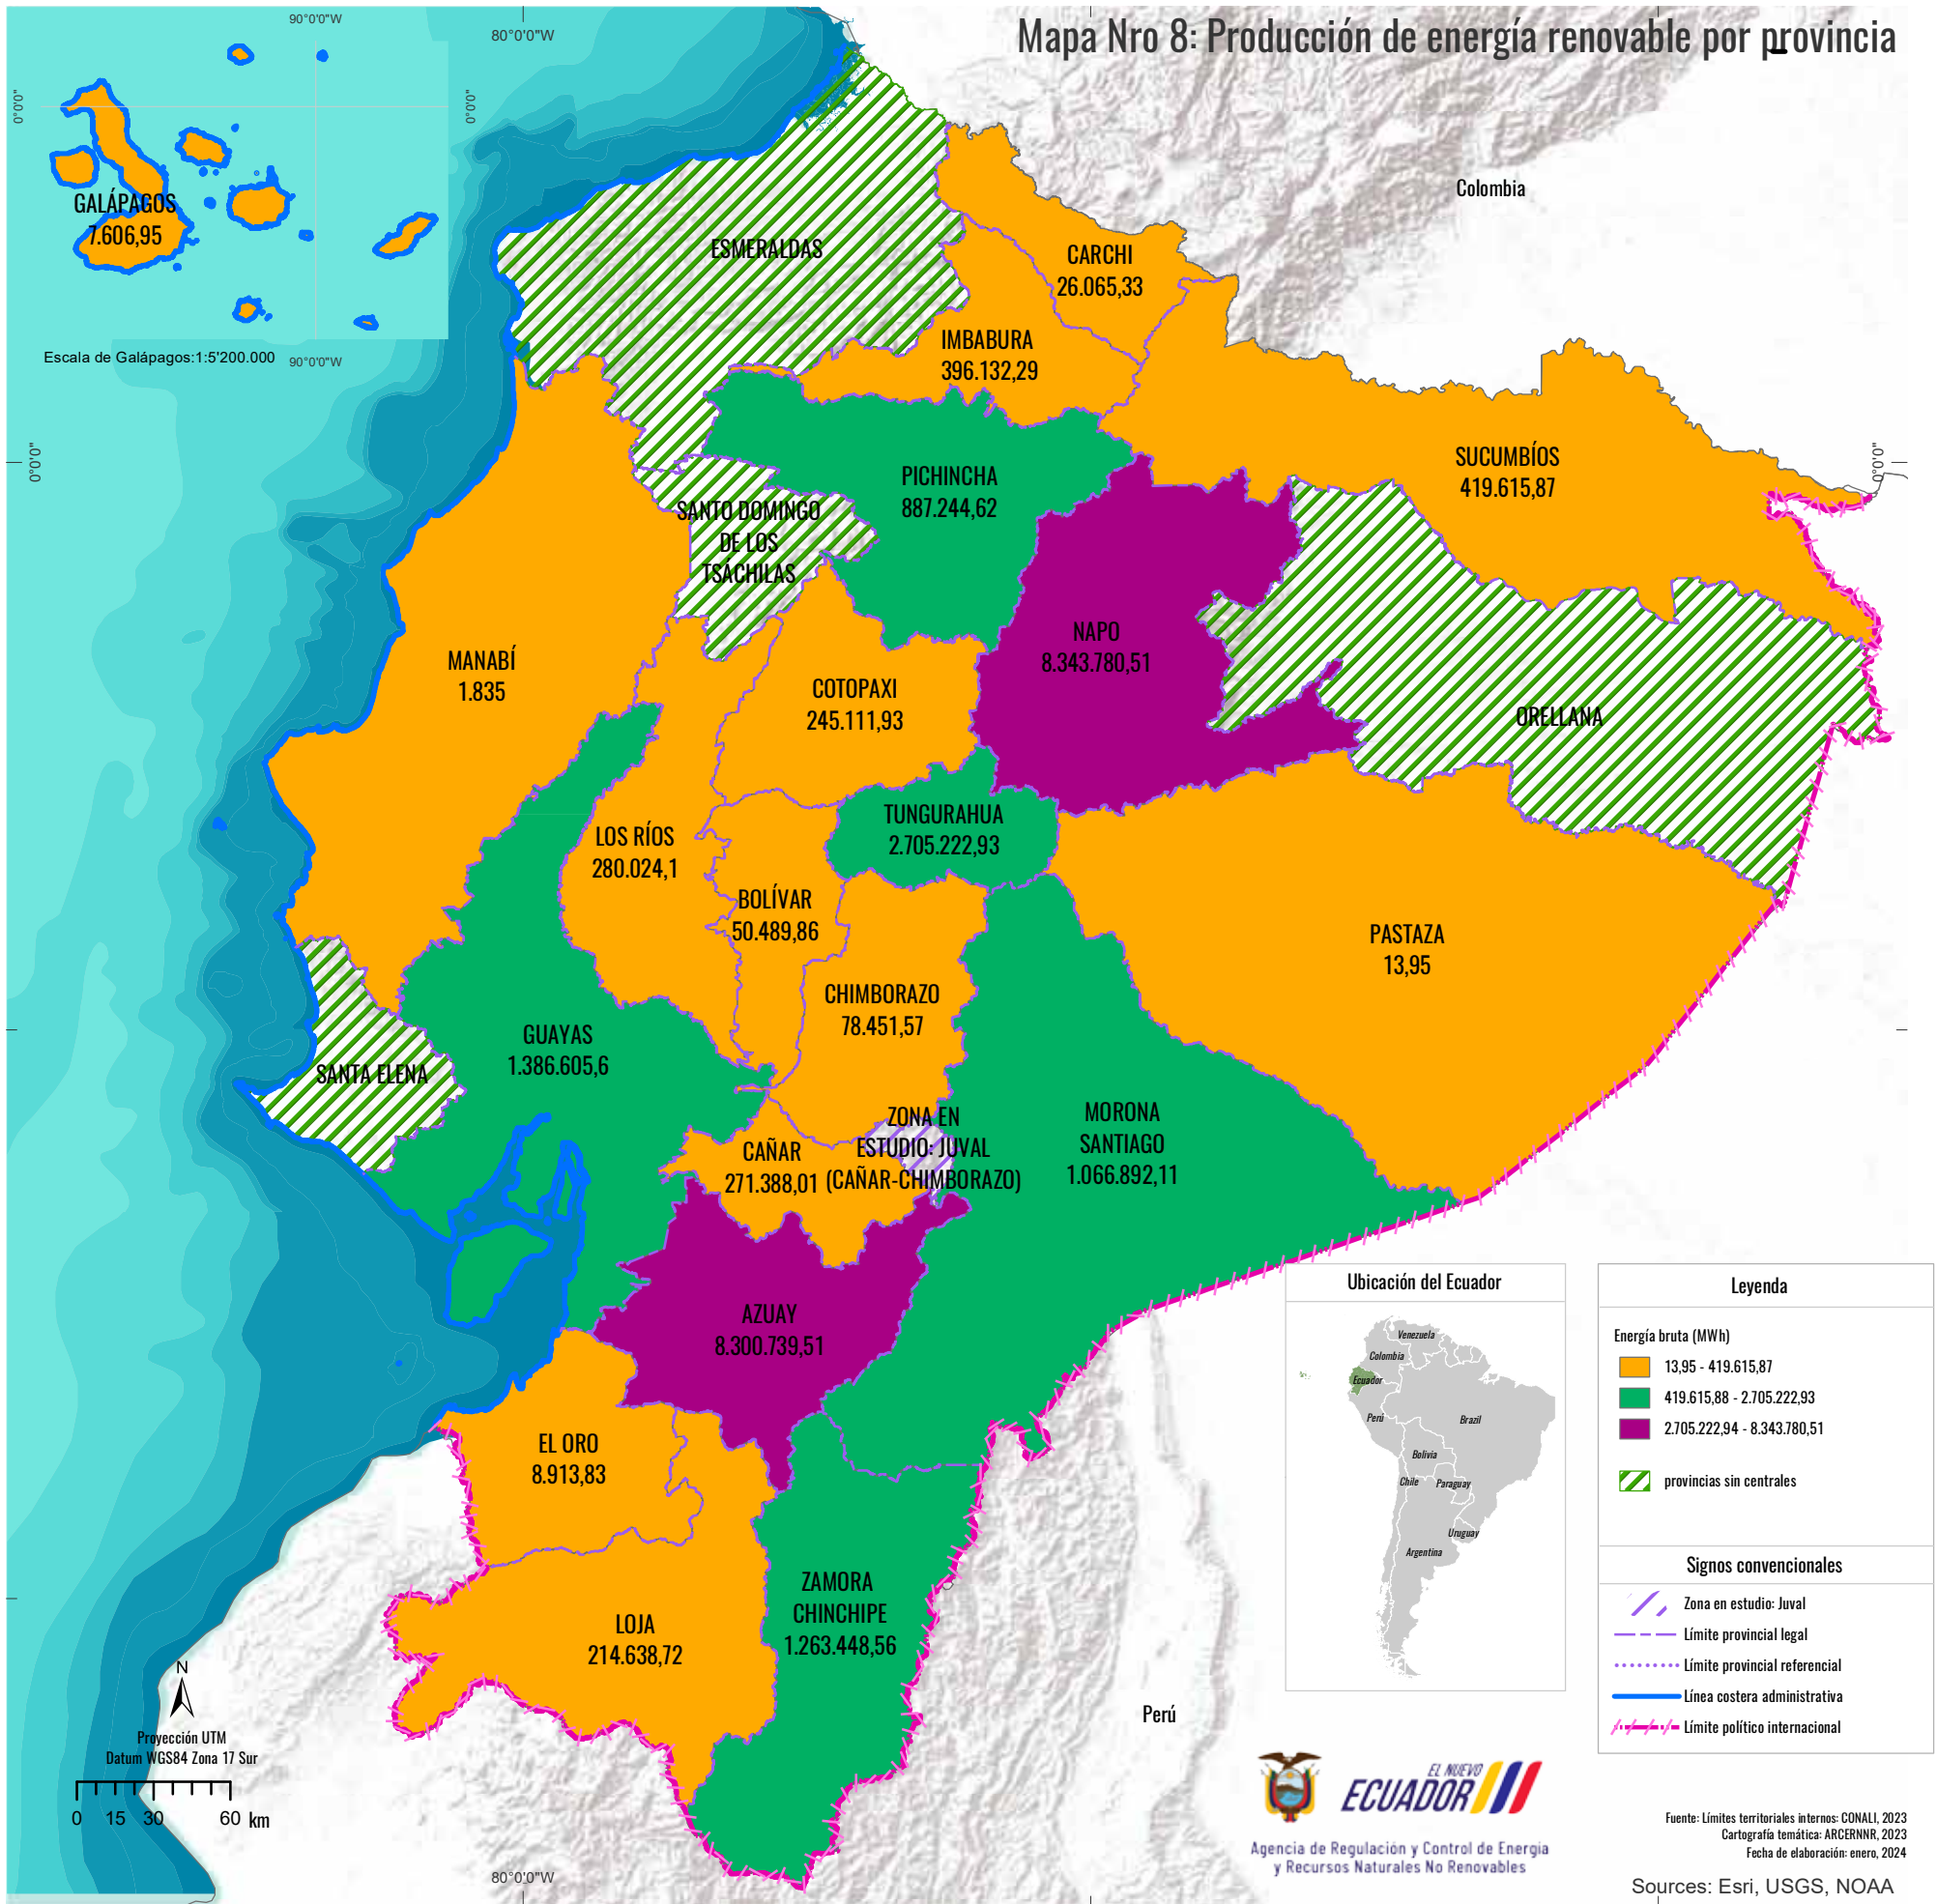 Mapa Nro 8: Producción de energía renovable por provincia
90°0'0"W
80°0'0"W
0°0'0"
0°0'0"
GALÁPAGOS
7.606,95
Escala de Galápagos:1:5'200.000
90°0'0"W
0°0'0"
0°0'0"
Colombia
ESMERALDAS
CARCHI
26.065,33
IMBABURA
396.132,29
SUCUMBÍOS
419.615,87
PICHINCHA
887.244,62
SANTO DOMINGO
DE LOS
TSÁCHILAS
NAPO
8.343.780,51
MANABÍ
1.835
COTOPAXI
245.111,93
ORELLANA
TUNGURAHUA
2.705.222,93
LOS RÍOS
280.024,1
BOLÍVAR
50.489,86
PASTAZA
13,95
CHIMBORAZO
78.451,57
GUAYAS
1.386.605,6
SANTA ELENA
ZONA EN
ESTUDIO: JUVAL
(CAÑAR-CHIMBORAZO)
MORONA
SANTIAGO
1.066.892,11
CAÑAR
271.388,01
AZUAY
8.300.739,51
EL ORO
8.913,83
ZAMORA
CHINCHIPE
1.263.448,56
LOJA
214.638,72
Perú
Ubicación del Ecuador
Venezuela
Colombia
Ecuador
Perú
Brazil
Bolivia
Chile
Paraguay
Uruguay
Argentina
Leyenda
Energía bruta (MWh)
13,95 - 419.615,87
419.615,88 - 2.705.222,93
2.705.222,94 - 8.343.780,51
provincias sin centrales
Signos convencionales
Zona en estudio: Juval
Límite provincial legal
Límite provincial referencial
Línea costera administrativa
Límite político internacional
N
Proyección UTM
Datum WGS84 Zona 17 Sur
0 15 30 60 km
80°0'0"W
EL NUEVO
ECUADOR
Agencia de Regulación y Control de Energía
y Recursos Naturales No Renovables
Fuente: Límites territoriales internos: CONALI, 2023
Cartografía temática: ARCERNNR, 2023
Fecha de elaboración: enero, 2024
Sources: Esri, USGS, NOAA